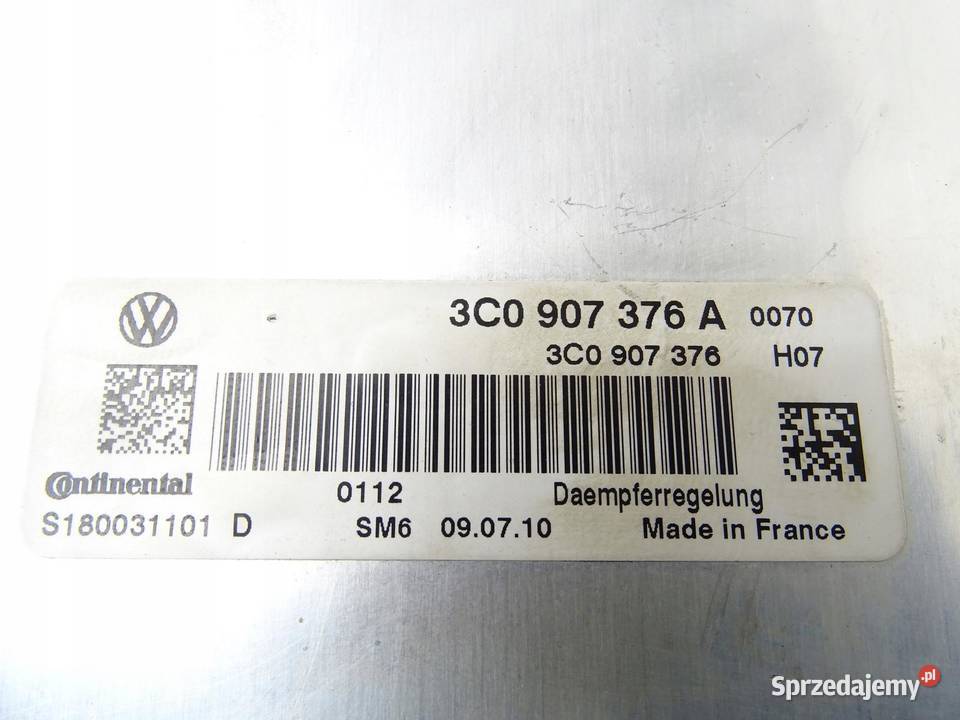 3C0 907 376 A 0070
3C0 907 376 H07
Continental
0112 Daempferregelung
S180031101 D SM6 09.07.10 Made in France
Sprzedajemy.pl